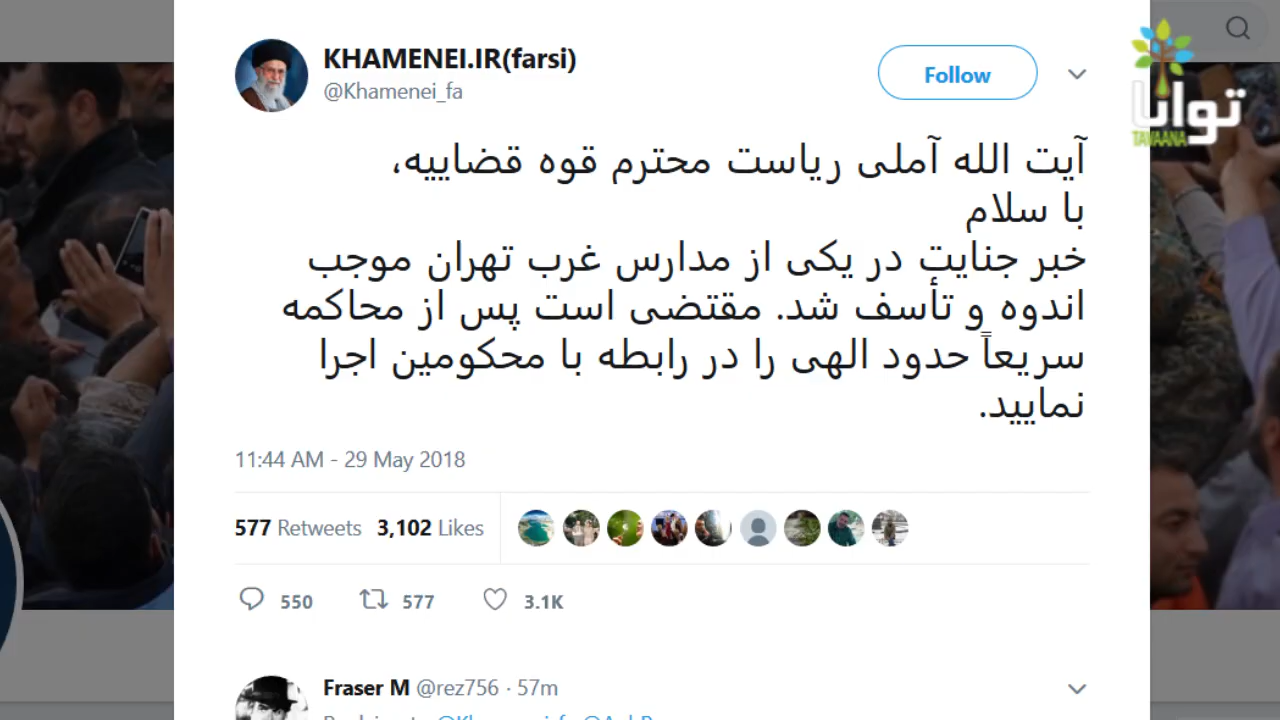 توانا
TAVAANA
KHAMENEI.IR(farsi)
@Khamenei_fa
Follow
آیت الله آملی ریاست محترم قوه قضاییه،
با سلام
خبر جنایت در یکی از مدارس غرب تهران موجب
اندوه و تأسف شد. مقتضی است پس از محاکمه
سریعاً حدود الهی را در رابطه با محکومین اجرا
نمایید.
11:44 AM - 29 May 2018
577 Retweets 3,102 Likes
550 577 3.1K
Fraser M @rez756 · 57m